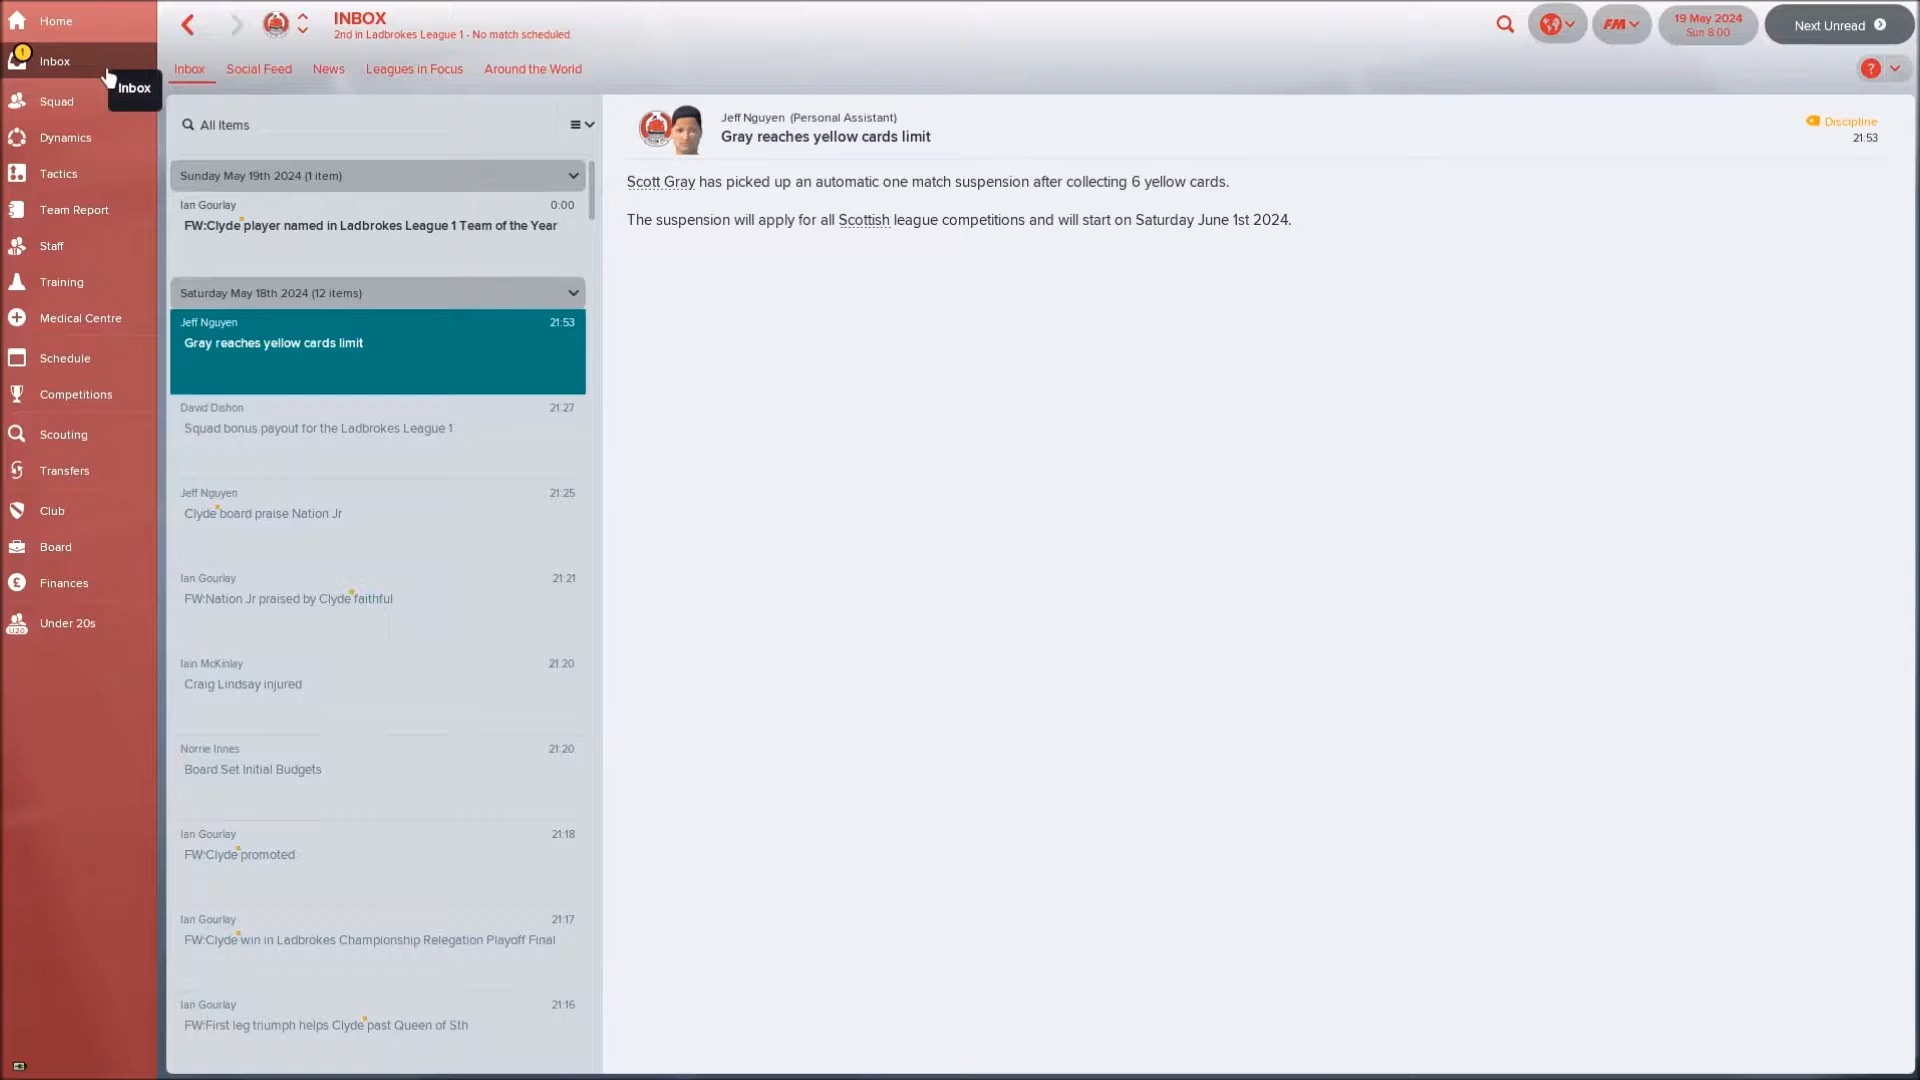 Home
1
Inbox
Inbox
Squad
Dynamics
Tactics
Team Report
Staff
Training
Medical Centre
Schedule
Competitions
Scouting
Transfers
Club
Board
Finances
U20
Under 20s
INBOX
2nd in Ladbrokes League 1 - No match scheduled.
FM
19 May 2024
Sun 8:00
Next Unread
Inbox Social Feed News Leagues in Focus Around the World
?
All Items
Sunday May 19th 2024 (1 item)
Ian Gourlay 0:00
FW:Clyde player named in Ladbrokes League 1 Team of the Year
Saturday May 18th 2024 (12 items)
Jeff Nguyen 21:53
Gray reaches yellow cards limit
David Dishon 21:27
Squad bonus payout for the Ladbrokes League 1
Jeff Nguyen 21:25
Clyde board praise Nation Jr
Ian Gourlay 21:21
FW:Nation Jr praised by Clyde faithful
Iain McKinlay 21:20
Craig Lindsay injured
Norrie Innes 21:20
Board Set Initial Budgets
Ian Gourlay 21:18
FW:Clyde promoted
Ian Gourlay 21:17
FW:Clyde win in Ladbrokes Championship Relegation Playoff Final
Ian Gourlay 21:16
FW:First leg triumph helps Clyde past Queen of Sth
Jeff Nguyen (Personal Assistant)
Gray reaches yellow cards limit
Discipline
21:53
Scott Gray has picked up an automatic one match suspension after collecting 6 yellow cards.
The suspension will apply for all Scottish league competitions and will start on Saturday June 1st 2024.